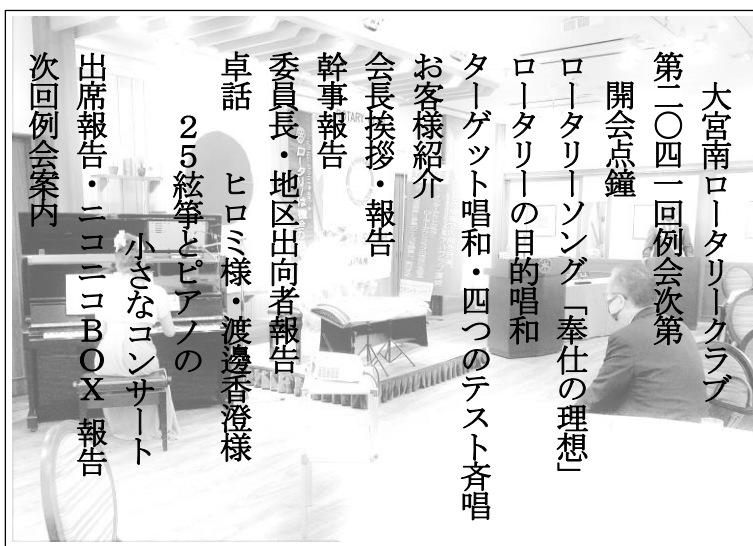 大宮南ロータリークラブ
第二〇四一回例会次第
開会点鐘
ロータリーソング「奉仕の理想」
ロータリーの目的唱和
ターゲット唱和・四つのテスト斉唱
お客様紹介
会長挨拶・報告
幹事報告
委員長・地区出向者報告
卓話 ヒロミ様・渡邊香澄様
25絃箏とピアノの
小さなコンサート
出席報告・ニコニコBOX報告
次回例会案内